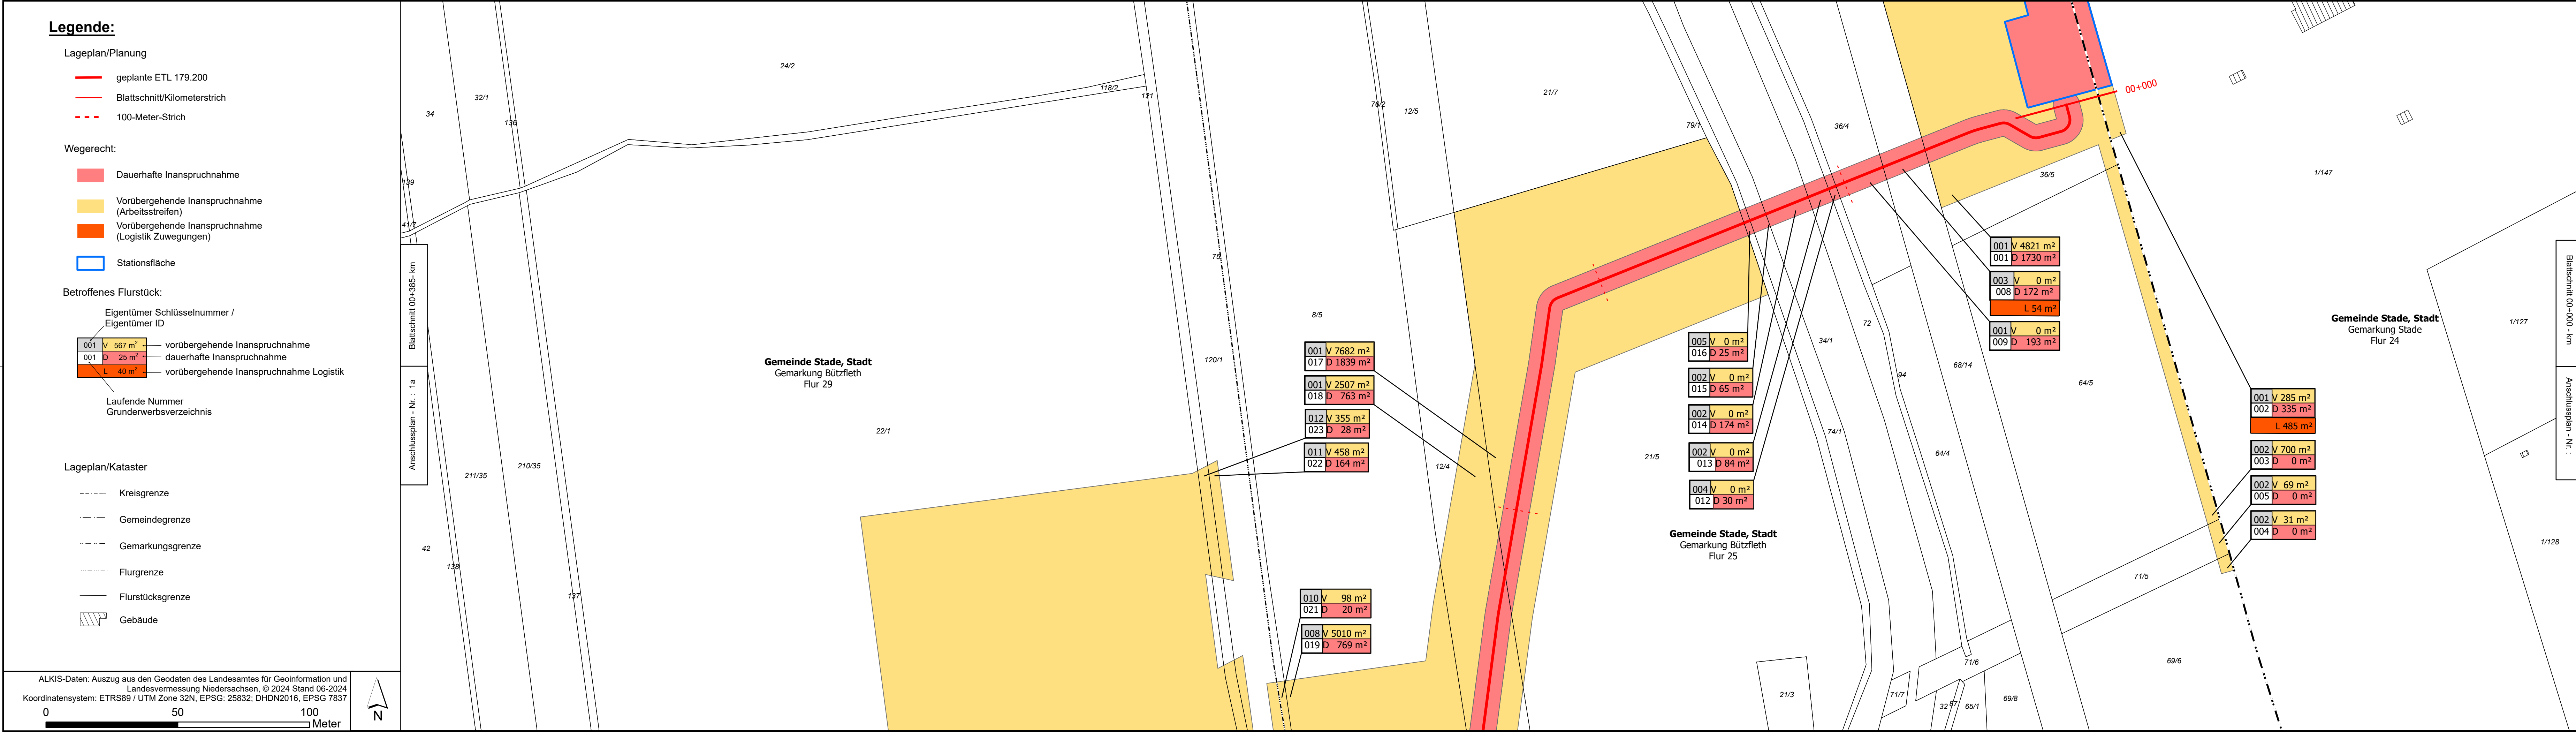 Legende:
Lageplan/Planung
geplante ETL 179.200
Blattschnitt/Kilometerstrich
100-Meter-Strich
Wegerecht:
Dauerhafte Inanspruchnahme
Vorübergehende Inanspruchnahme
(Arbeitsstreifen)
Vorübergehende Inanspruchnahme
(Logistik Zuwegungen)
Stationsfläche
Betroffenes Flurstück:
Eigentümer Schlüsselnummer /
Eigentümer ID
001 V 567 m² vorübergehende Inanspruchnahme
001 D 25 m² dauerhafte Inanspruchnahme
L 40 m² vorübergehende Inanspruchnahme Logistik
Laufende Nummer
Grunderwerbsverzeichnis
Lageplan/Kataster
Kreisgrenze
Gemeindegrenze
Gemarkungsgrenze
Flurgrenze
Flurstücksgrenze
Gebäude
ALKIS-Daten: Auszug aus den Geodaten des Landesamtes für Geoinformation und
Landesvermessung Niedersachsen, © 2024 Stand 06-2024
Koordinatensystem: ETRS89 / UTM Zone 32N, EPSG: 25832; DHDN2016, EPSG 7837
0 50 100
Meter
N
Blattschnitt 00+385- km
Anschlussplan - Nr. : 1a
34
32/1
136
139
41/7
24/2
118/2
121
211/35
210/35
42
138
137
22/1
Gemeinde Stade, Stadt
Gemarkung Bützfleth
Flur 29
75
120/1
8/5
76/2
12/5
21/7
79/1
36/4
12/4
21/5
001 V 7682 m²
017 D 1839 m²
001 V 2507 m²
018 D 763 m²
012 V 355 m²
023 D 28 m²
011 V 458 m²
022 D 164 m²
010 V 98 m²
021 D 20 m²
008 V 5010 m²
019 D 769 m²
005 V 0 m²
016 D 25 m²
002 V 0 m²
015 D 65 m²
002 V 0 m²
014 D 174 m²
002 V 0 m²
013 D 84 m²
004 V 0 m²
012 D 30 m²
Gemeinde Stade, Stadt
Gemarkung Bützfleth
Flur 25
00+000
36/5
001 V 4821 m²
001 D 1730 m²
003 V 0 m²
008 D 172 m²
L 54 m²
001 V 0 m²
009 D 193 m²
72
34/1
94
68/14
64/5
74/1
64/4
71/5
71/6
71/7
21/3
32
87
65/1
69/8
69/6
001 V 285 m²
002 D 335 m²
L 485 m²
002 V 700 m²
003 D 0 m²
002 V 69 m²
005 D 0 m²
002 V 31 m²
004 D 0 m²
Gemeinde Stade, Stadt
Gemarkung Stade
Flur 24
1/147
1/127
1/128
Blattschnitt 00+000 - km
Anschlussplan - Nr. :